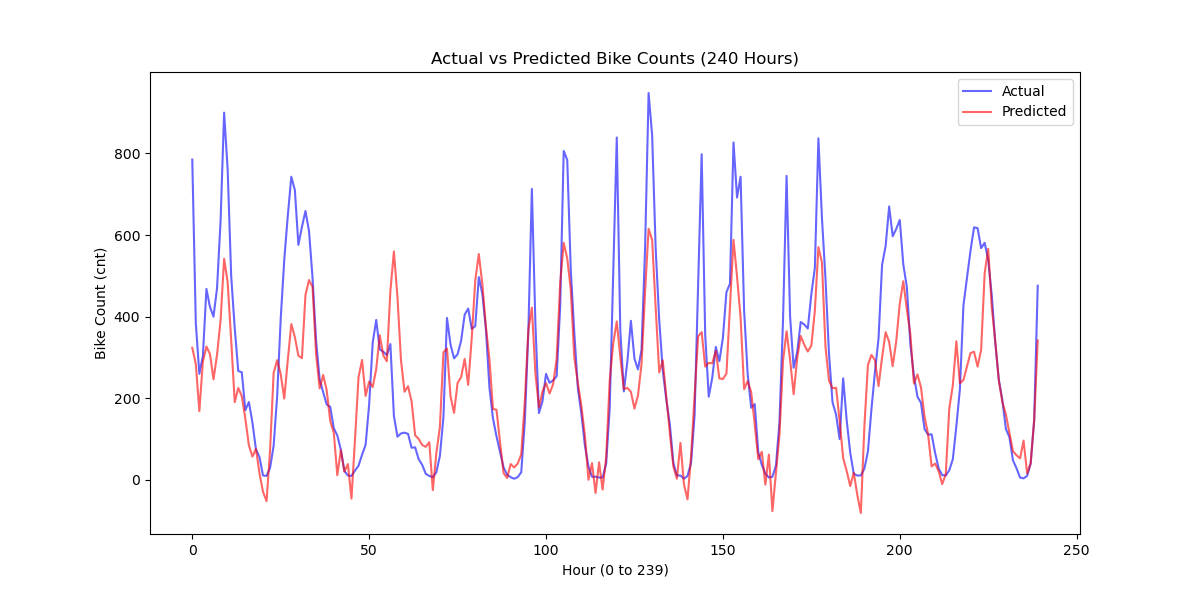 Actual vs Predicted Bike Counts (240 Hours)
Actual
Predicted
Bike Count (cnt)
800
600
400
200
0
0
50
100
150
200
250
Hour (0 to 239)